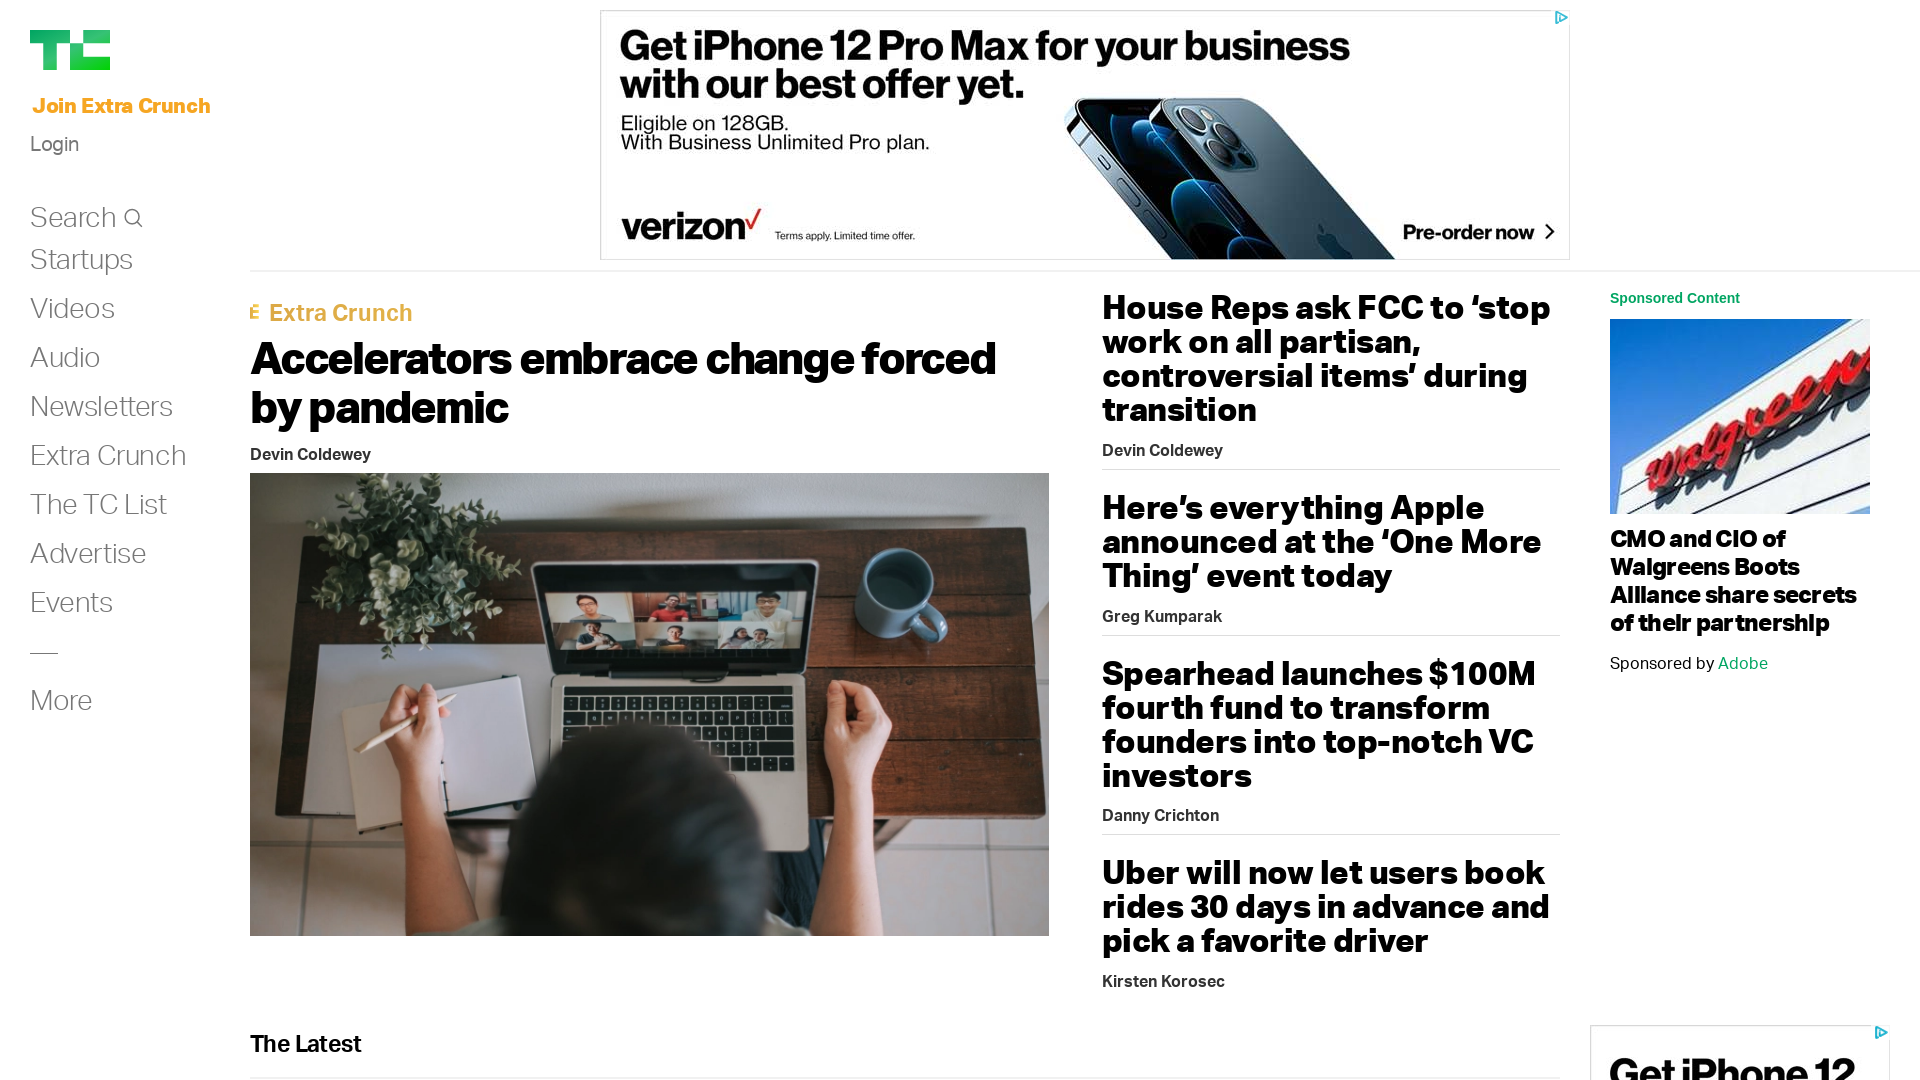 TC
Join Extra Crunch
Login
Search
Startups
Videos
Audio
Newsletters
Extra Crunch
The TC List
Advertise
Events
—
More
Get iPhone 12 Pro Max for your business
with our best offer yet.
Eligible on 128GB.
With Business Unlimited Pro plan.
verizon
Terms apply. Limited time offer.
Pre-order now
Extra Crunch
Accelerators embrace change forced
by pandemic
Devin Coldewey
House Reps ask FCC to ‘stop
work on all partisan,
controversial items’ during
transition
Devin Coldewey
Here’s everything Apple
announced at the ‘One More
Thing’ event today
Greg Kumparak
Spearhead launches $100M
fourth fund to transform
founders into top-notch VC
investors
Danny Crichton
Uber will now let users book
rides 30 days in advance and
pick a favorite driver
Kirsten Korosec
Sponsored Content
Walgreens
CMO and CIO of
Walgreens Boots
Alliance share secrets
of their partnership
Sponsored by Adobe
The Latest
Get iPhone 12